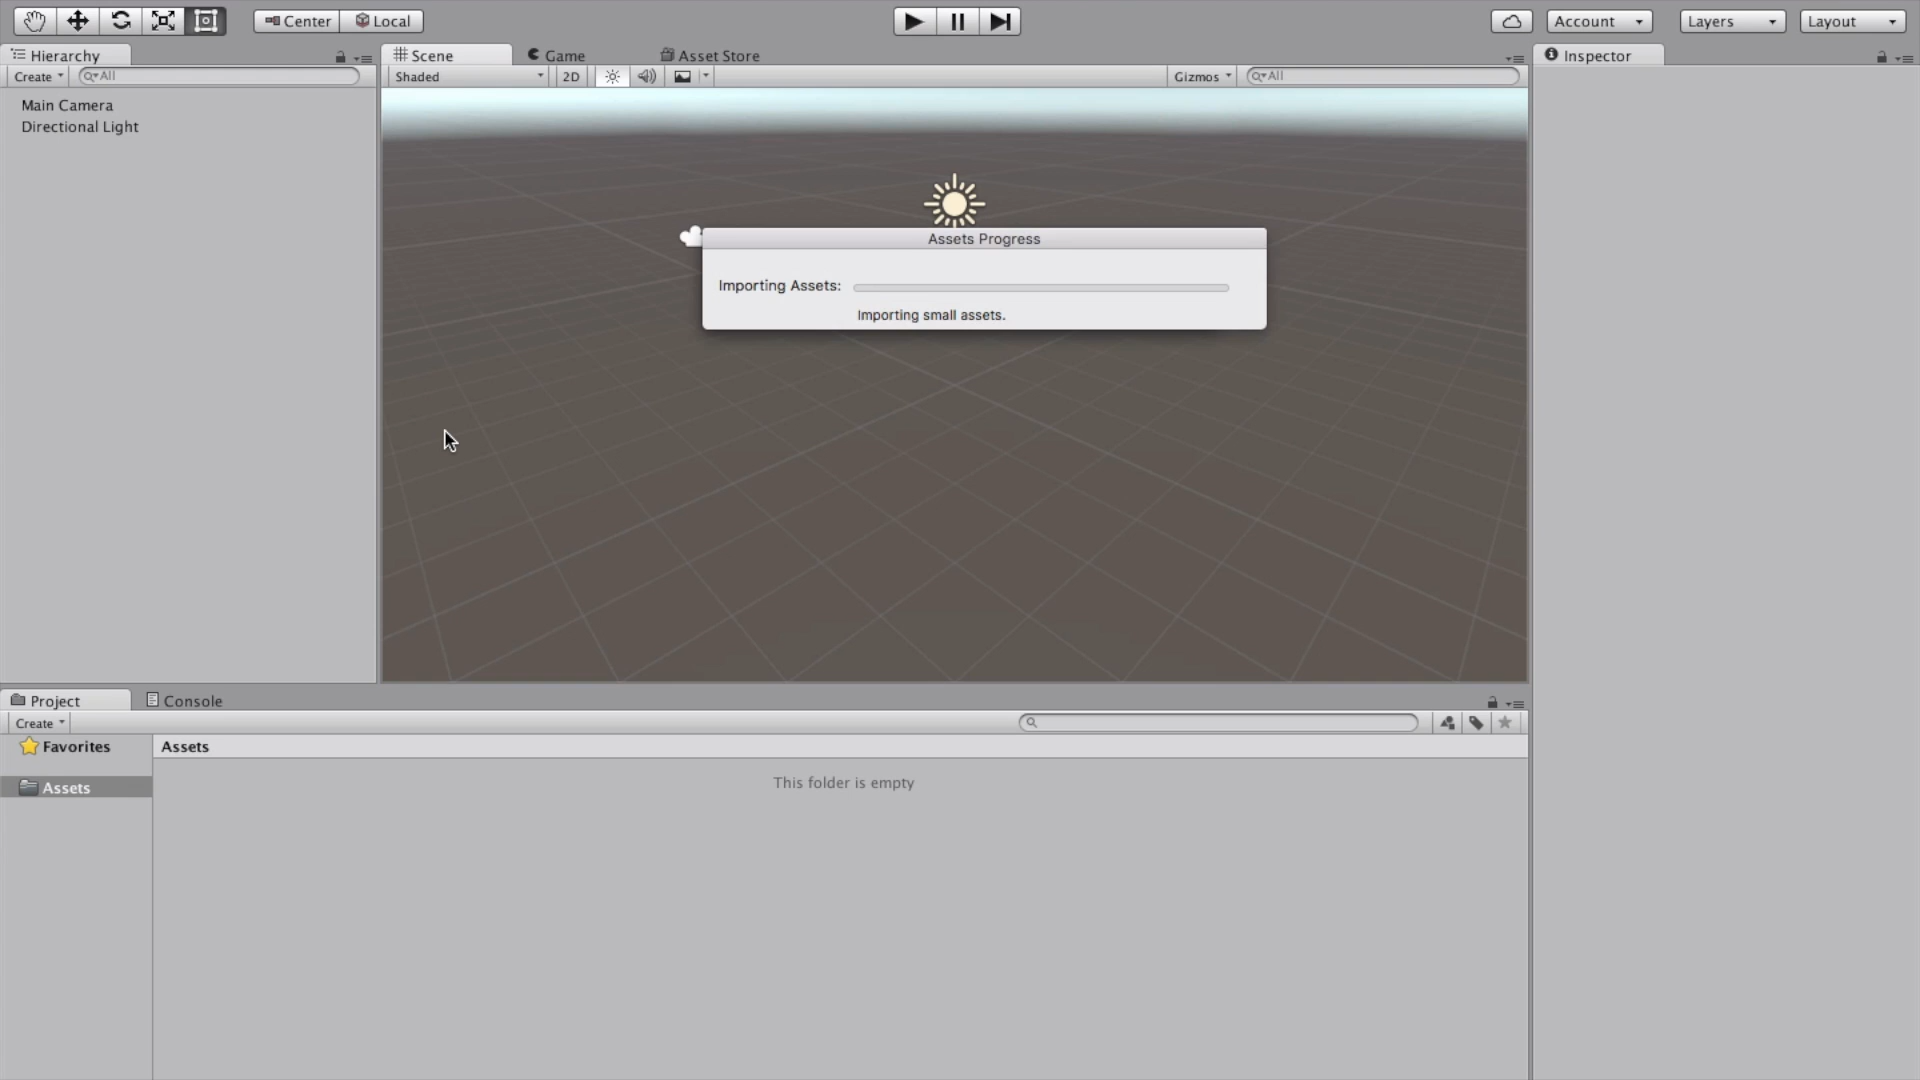 Center Local Account Layers Layout
Hierarchy
Create All
Main Camera
Directional Light
Scene Game Asset Store
Shaded 2D Gizmos All
Assets Progress
Importing Assets:
Importing small assets.
Inspector
Project Console
Create
Favorites
Assets
Assets
This folder is empty